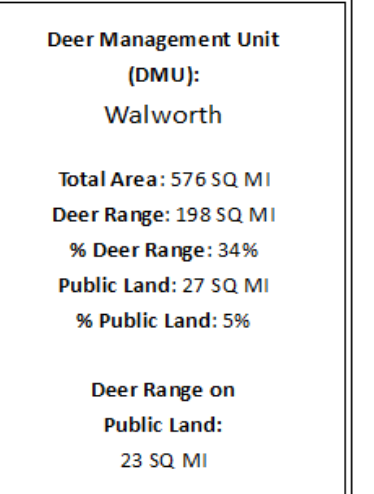 Deer Management Unit
(DMU):
Walworth
Total Area: 576 SQ MI
Deer Range: 198 SQ MI
% Deer Range: 34%
Public Land: 27 SQ MI
% Public Land: 5%
Deer Range on
Public Land:
23 SQ MI